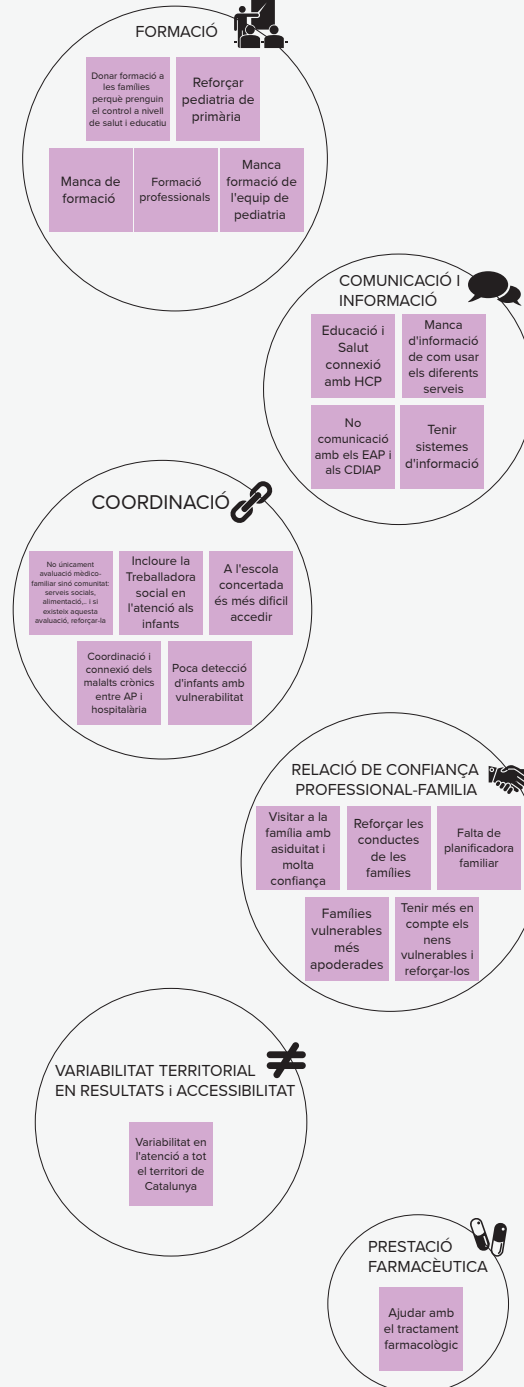 FORMACIÓ
Donar formació a
les famílies
perquè prenguin
el control a nivell
de salut i educatiu
Reforçar
pediatria de
primària
Manca de
formació
Formació
professionals
Manca
formació de
l'equip de
pediatria
COMUNICACIÓ I
INFORMACIÓ
Educació i
Salut
connexió
amb HCP
Manca
d'informació
de com usar
els diferents
serveis
No
comunicació
amb els EAP i
als CDIAP
Tenir
sistemes
d'informació
COORDINACIÓ
No únicament
avaluació mèdico-
familiar sinó comunitat:
serveis socials,
alimentació,.. i si
existeix aquesta
avaluació, reforçar-la
Incloure la
Treballadora
social en
l'atenció als
infants
A l'escola
concertada
és més dificil
accedir
Coordinació i
connexió dels
malalts crònics
entre AP i
hospitalària
Poca detecció
d'infants amb
vulnerabilitat
RELACIÓ DE CONFIANÇA
PROFESSIONAL-FAMILIA
Visitar a la
família amb
asiduitat i
molta
confiança
Reforçar les
conductes
de les
famílies
Falta de
planificadora
familiar
Famílies
vulnerables
més
apoderades
Tenir més en
compte els
nens
vulnerables i
reforçar-los
VARIABILITAT TERRITORIAL
EN RESULTATS i ACCESSIBILITAT
Variabilitat en
l'atenció a tot
el territori de
Catalunya
PRESTACIÓ
FARMACÈUTICA
Ajudar amb
el tractament
farmacològic